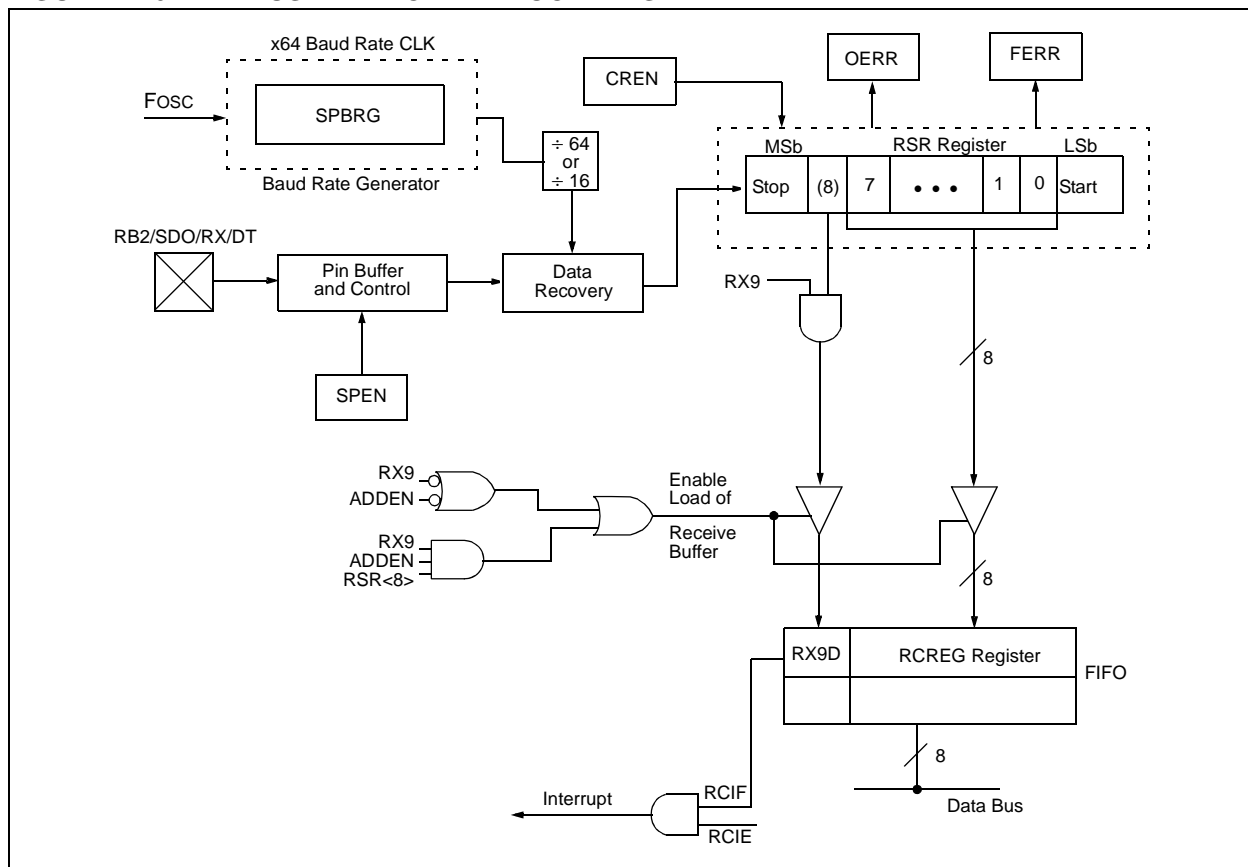 x64 Baud Rate CLK
FOSC
SPBRG
Baud Rate Generator
÷ 64
or
÷ 16
CREN
OERR
FERR
MSb
RSR Register
LSb
Stop
(8)
7
• • •
1
0
Start
RB2/SDO/RX/DT
Pin Buffer
and Control
Data
Recovery
SPEN
RX9
8
RX9
ADDEN
RX9
ADDEN
RSR<8>
Enable
Load of
Receive
Buffer
8
RX9D
RCREG Register
FIFO
8
Data Bus
Interrupt
RCIF
RCIE